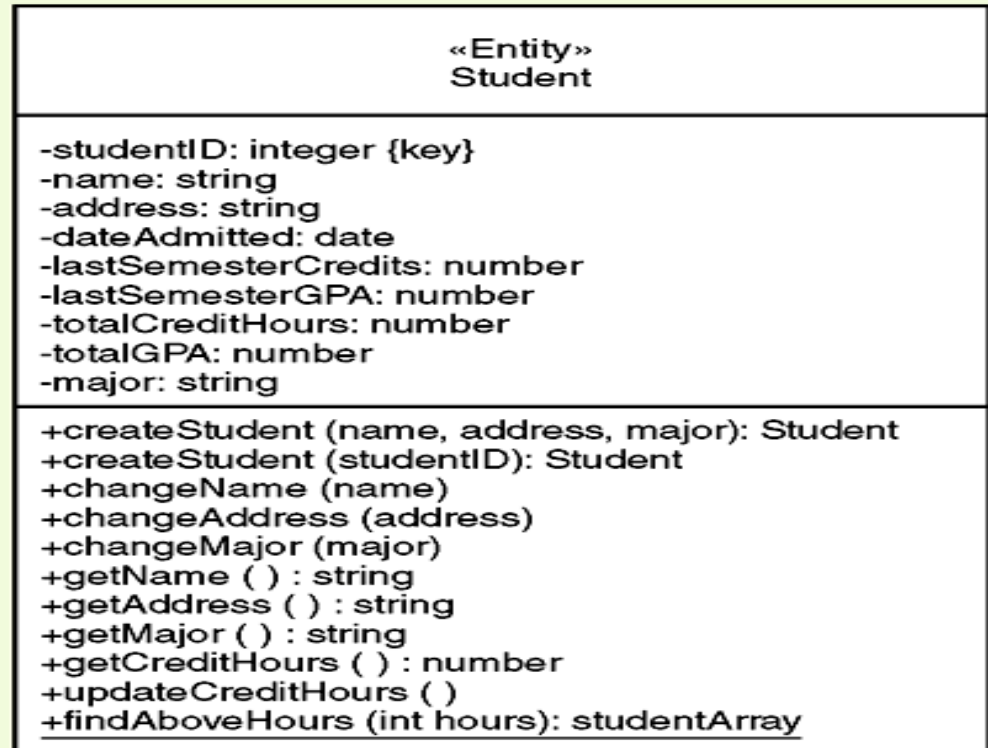 «Entity»
Student
-studentID: integer {key}
-name: string
-address: string
-dateAdmitted: date
-lastSemesterCredits: number
-lastSemesterGPA: number
-totalCreditHours: number
-totalGPA: number
-major: string
+createStudent (name, address, major): Student
+createStudent (studentID): Student
+changeName (name)
+changeAddress (address)
+changeMajor (major)
+getName ( ) : string
+getAddress ( ) : string
+getMajor ( ) : string
+getCreditHours ( ) : number
+updateCreditHours ( )
+findAboveHours (int hours): studentArray